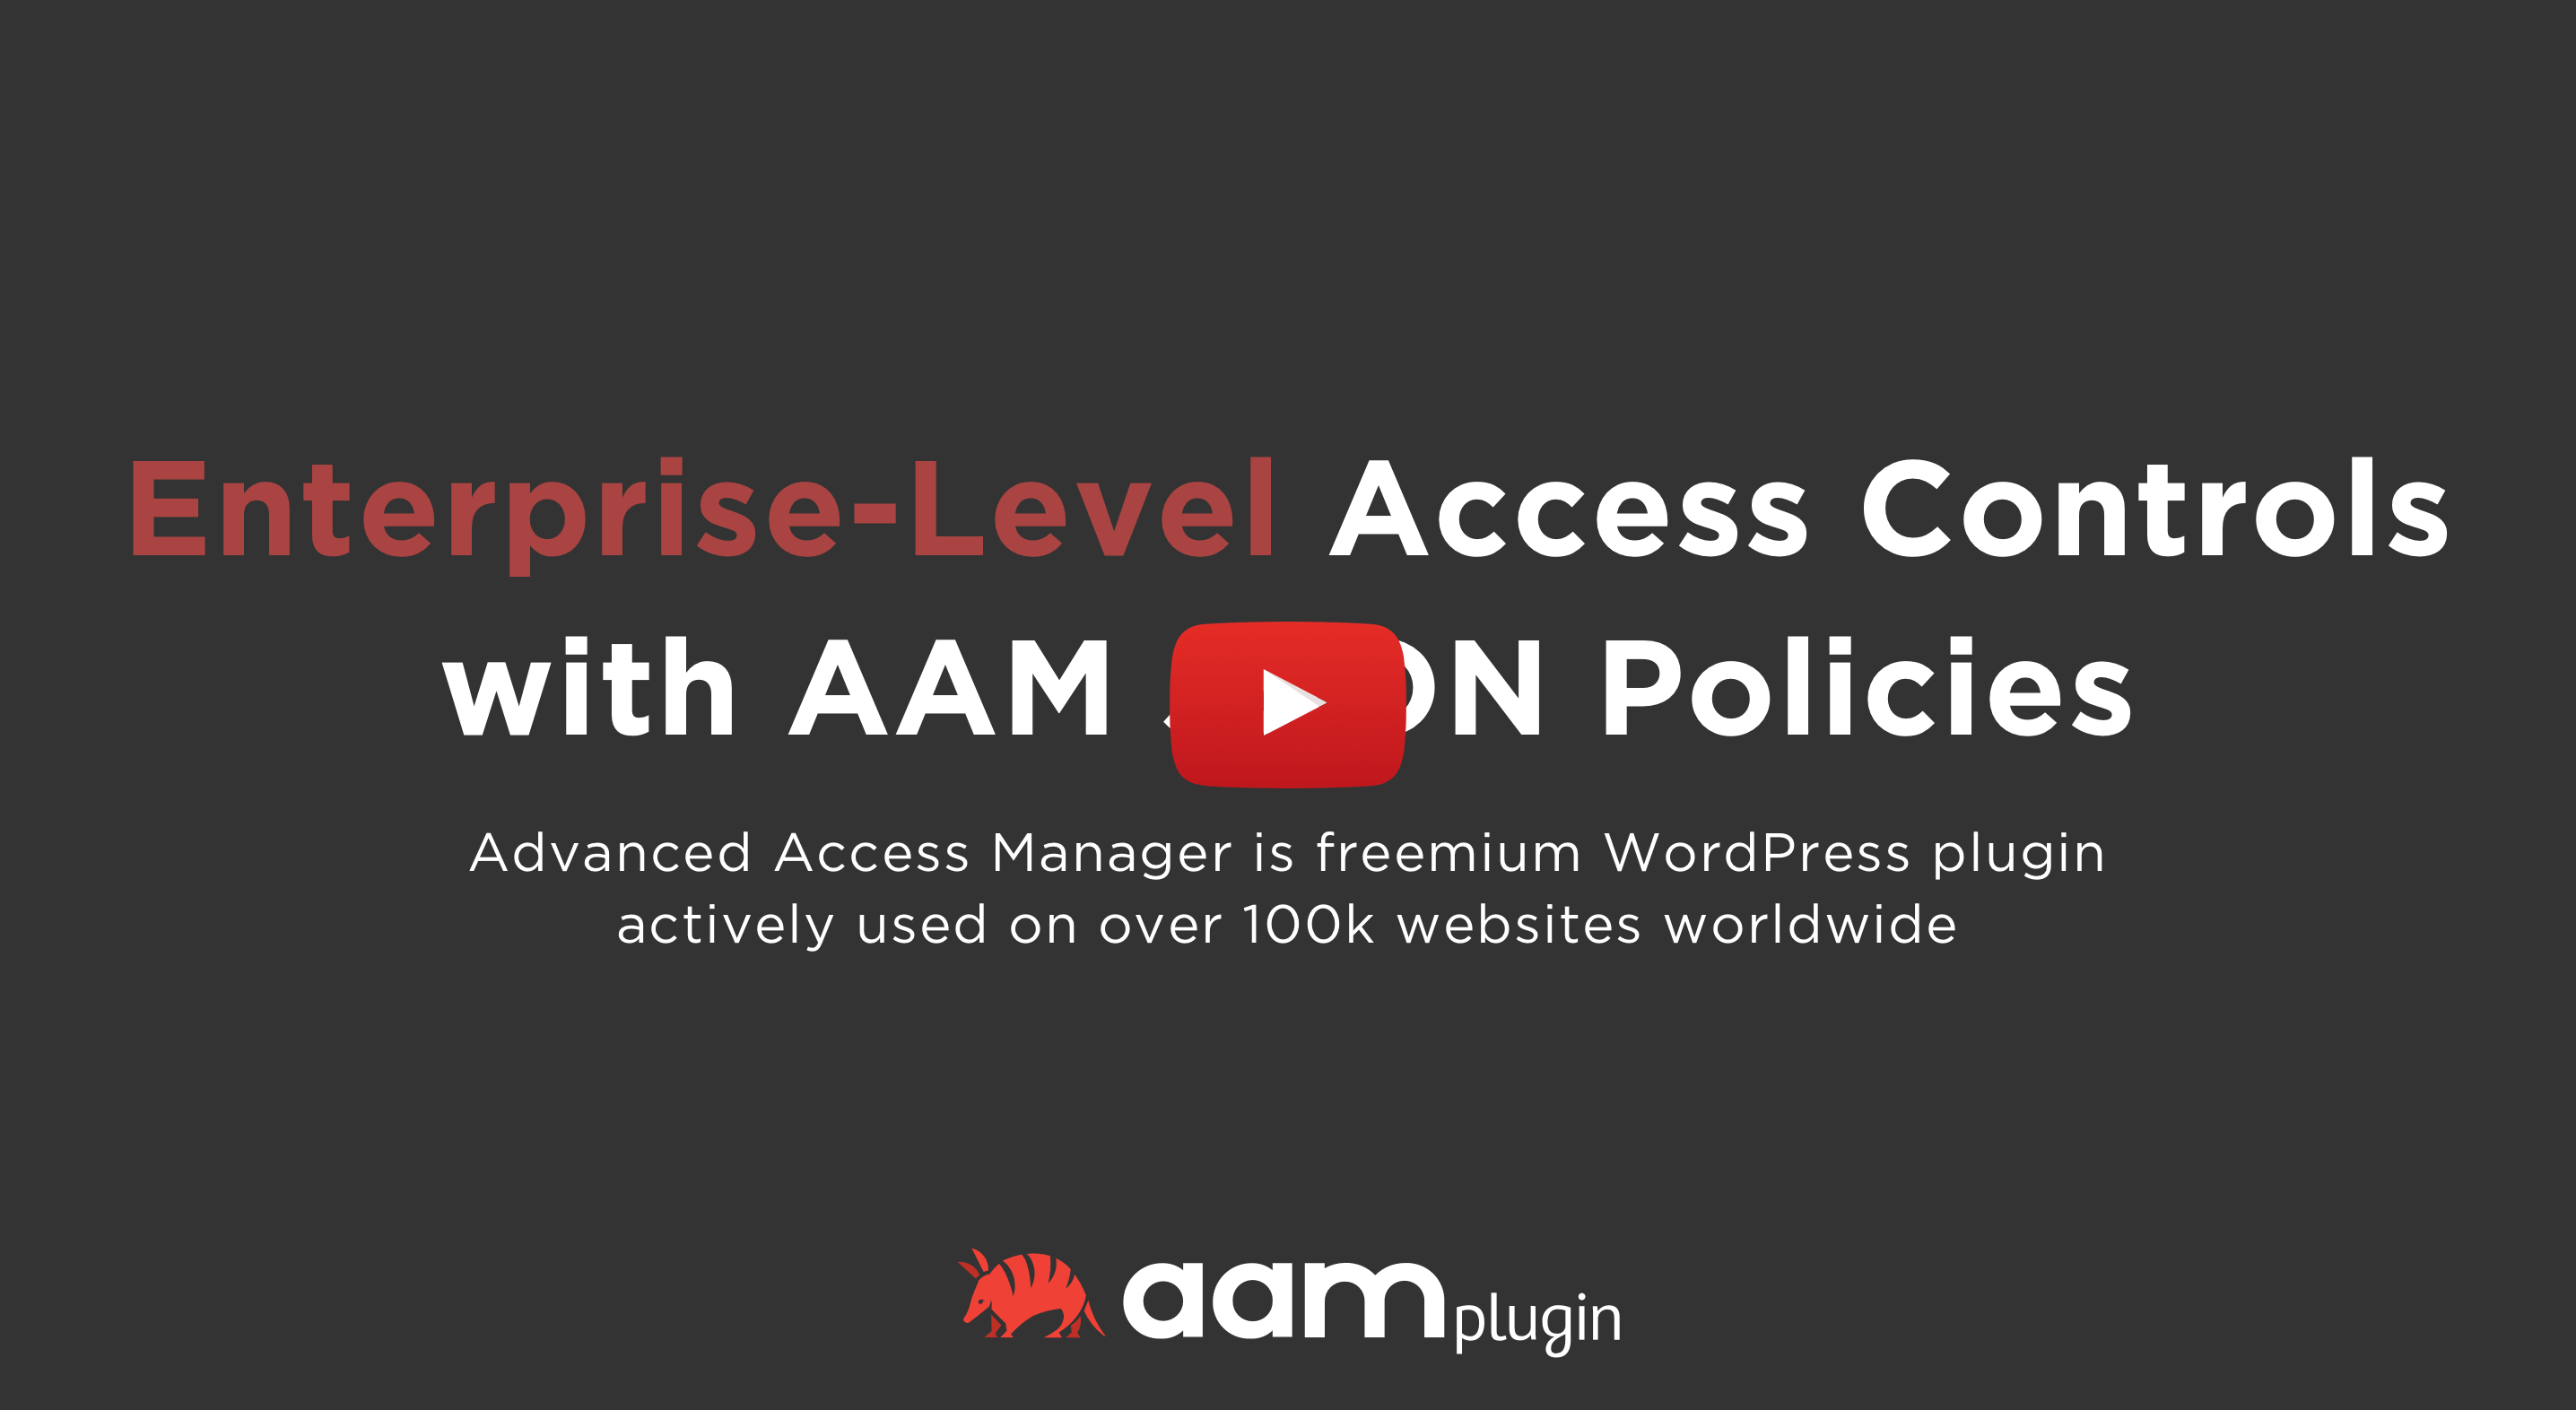 Enterprise-Level Access Controls
with AAM Policies
Advanced Access Manager is freemium WordPress plugin
actively used on over 100k websites worldwide
aam plugin